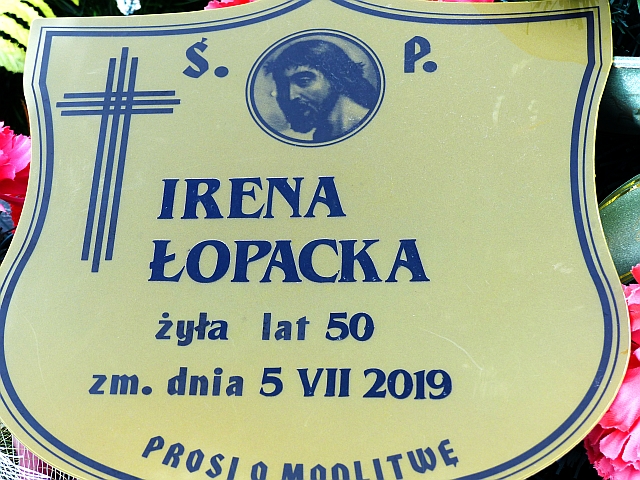 Ś. P.
IRENA
ŁOPACKA
żyła lat 50
zm. dnia 5 VII 2019
PROSI O MODLITWĘ